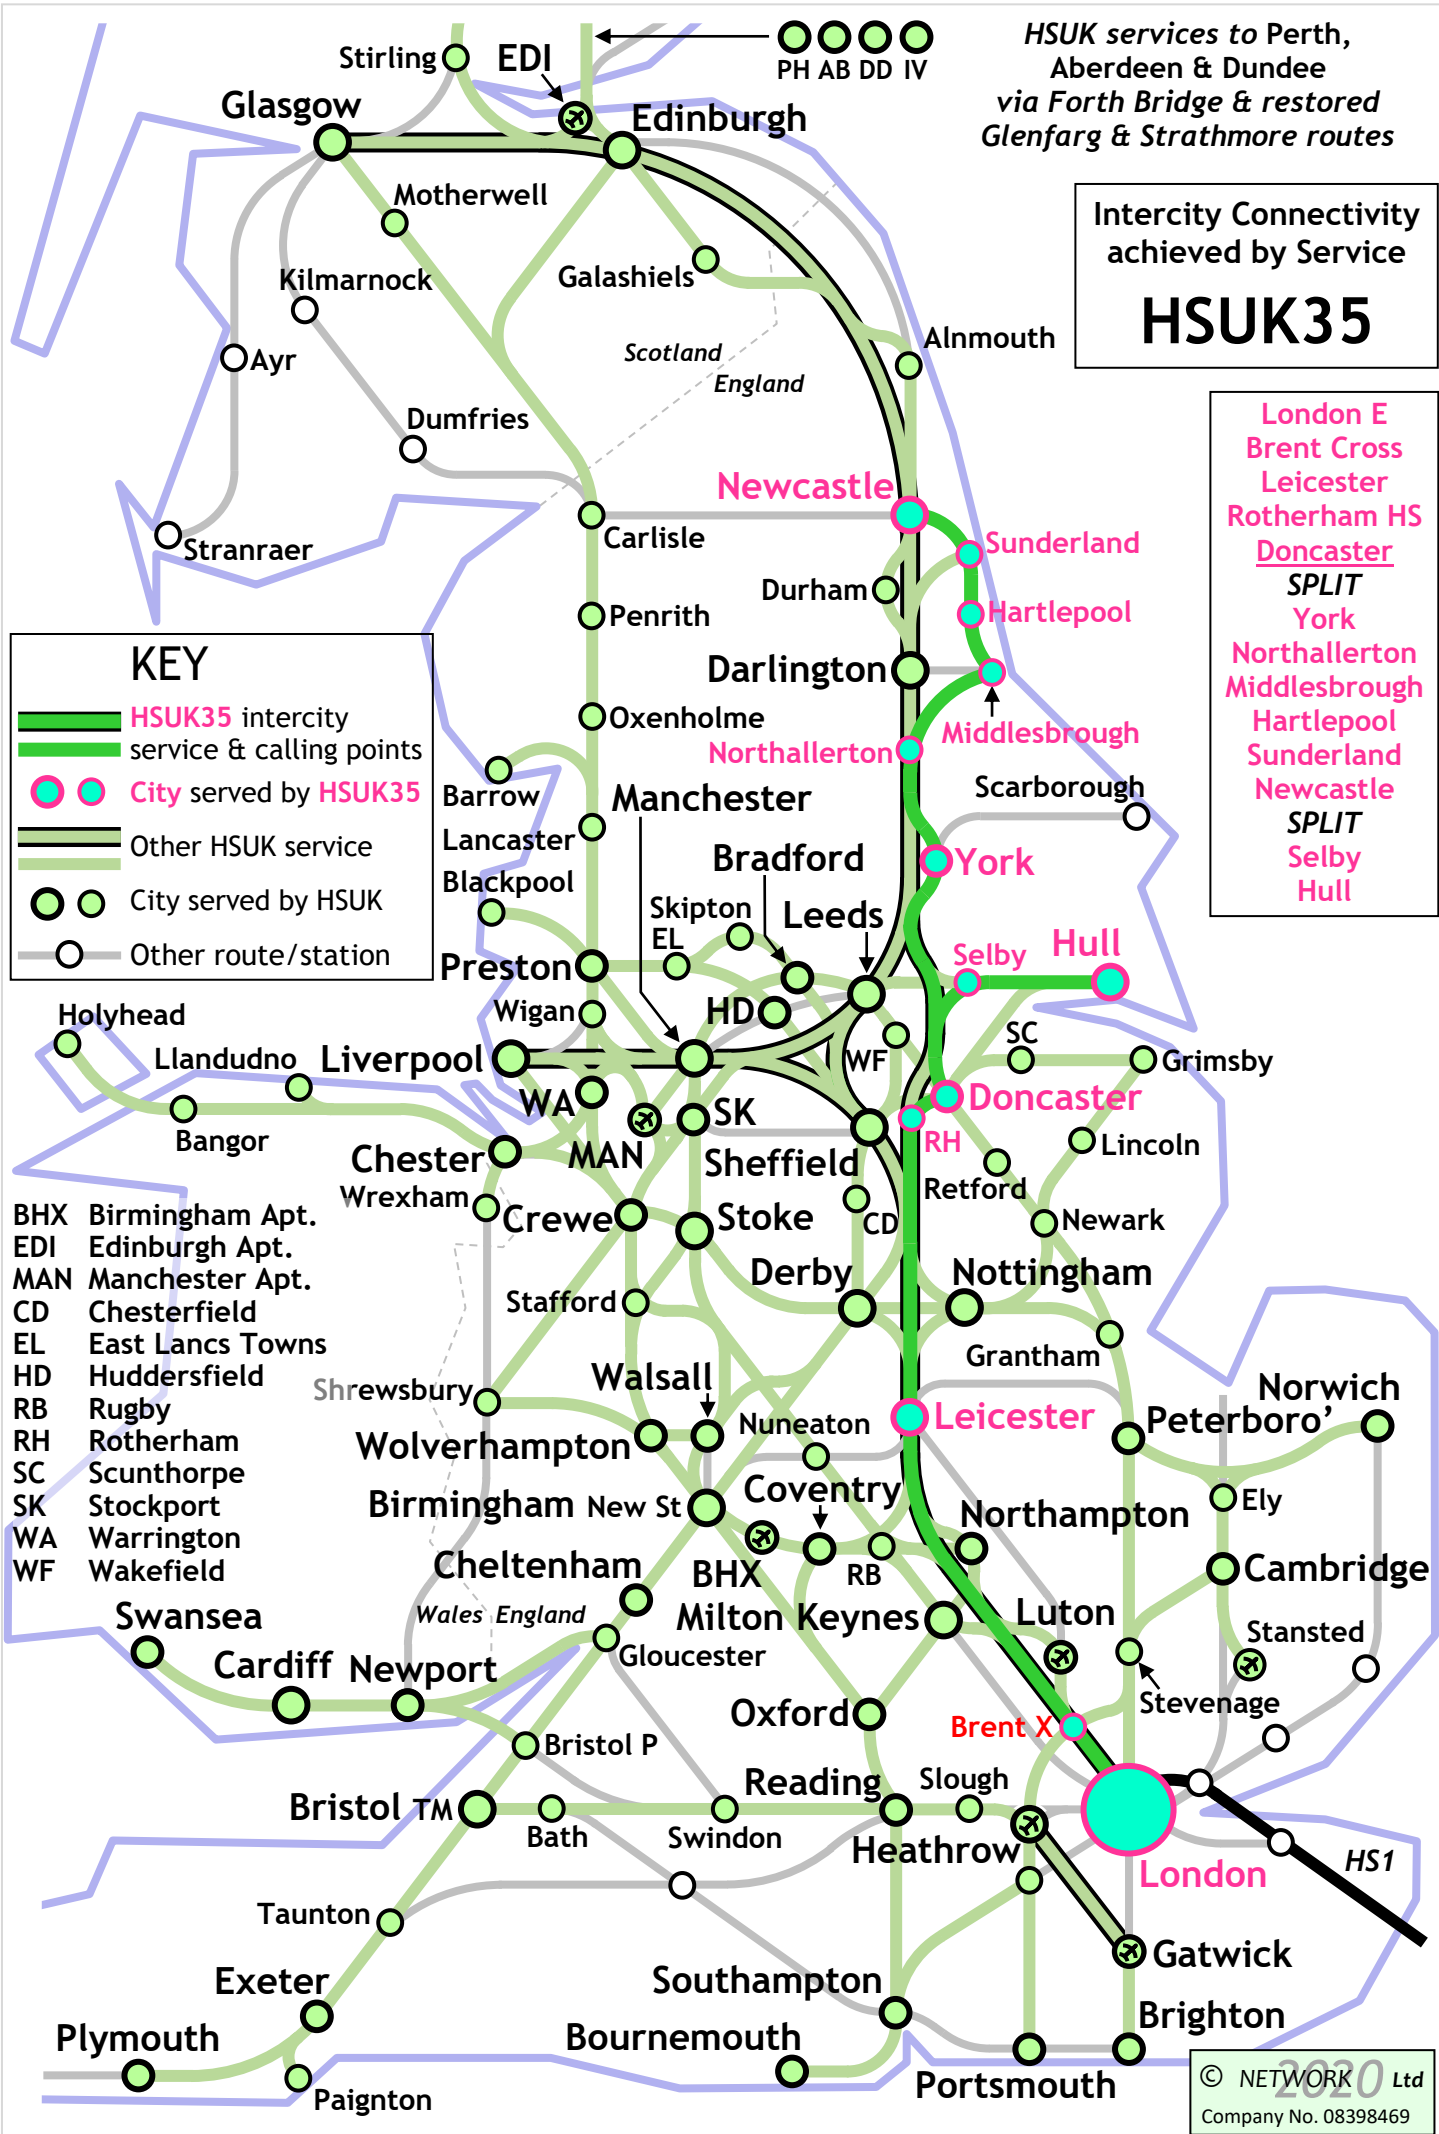 HSUK services to Perth,
Aberdeen & Dundee
via Forth Bridge & restored
Glenfarg & Strathmore routes
PH AB DD IV
Stirling
EDI
Glasgow
Edinburgh
Motherwell
Kilmarnock
Galashiels
Ayr
Scotland
England
Alnmouth
Dumfries
Intercity Connectivity
achieved by Service
HSUK35
London E
Brent Cross
Leicester
Rotherham HS
Doncaster
SPLIT
York
Northallerton
Middlesbrough
Hartlepool
Sunderland
Newcastle
SPLIT
Selby
Hull
Newcastle
Stranraer
Carlisle
Sunderland
Durham
Penrith
Hartlepool
Darlington
Oxenholme
Middlesbrough
Northallerton
KEY
HSUK35 intercity
service & calling points
City served by HSUK35
Other HSUK service
City served by HSUK
Other route/station
Barrow
Manchester
Scarborough
Lancaster
Bradford
York
Blackpool
Skipton
EL
Leeds
Preston
Selby
Hull
Wigan
HD
Holyhead
Llandudno
Liverpool
WF
SC
Grimsby
WA
SK
Doncaster
Bangor
MAN
RH
Lincoln
Chester
Sheffield
Wrexham
Retford
Crewe
Stoke
CD
Newark
BHX Birmingham Apt.
EDI Edinburgh Apt.
MAN Manchester Apt.
CD Chesterfield
EL East Lancs Towns
HD Huddersfield
RB Rugby
RH Rotherham
SC Scunthorpe
SK Stockport
WA Warrington
WF Wakefield
Derby
Nottingham
Stafford
Grantham
Walsall
Shrewsbury
Norwich
Nuneaton
Leicester
Peterboro’
Wolverhampton
Coventry
Ely
Birmingham New St
Northampton
Cheltenham
BHX
RB
Cambridge
Swansea
Wales England
Milton Keynes
Luton
Stansted
Cardiff
Newport
Gloucester
Stevenage
Oxford
Brent X
Bristol P
Reading
Slough
Bristol TM
Bath
Swindon
Heathrow
HS1
London
Taunton
Gatwick
Exeter
Southampton
Brighton
Plymouth
Bournemouth
Portsmouth
Paignton
© NETWORK 2020 Ltd
Company No. 08398469